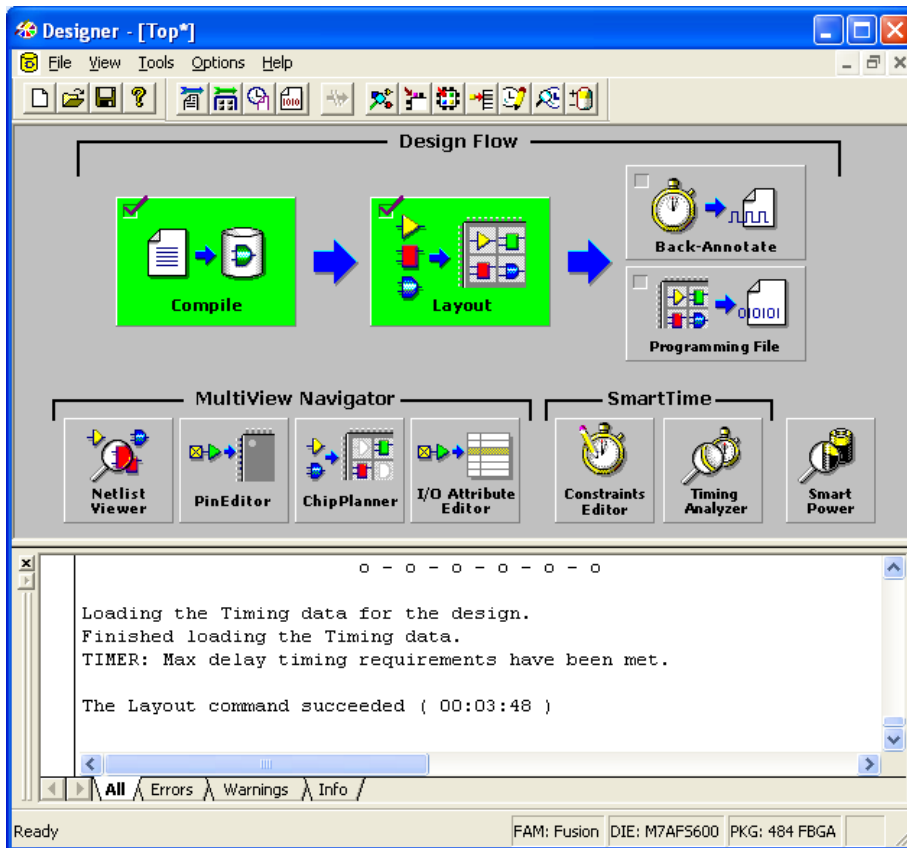 Designer - [Top*]
File View Tools Options Help
Design Flow
Compile
Layout
Back-Annotate
010101
Programming File
MultiView Navigator
SmartTime
Netlist
Viewer
PinEditor
ChipPlanner
I/O Attribute
Editor
Constraints
Editor
Timing
Analyzer
Smart
Power
o - o - o - o - o - o
Loading the Timing data for the design.
Finished loading the Timing data.
TIMER: Max delay timing requirements have been met.
The Layout command succeeded ( 00:03:48 )
All Errors Warnings Info
Ready FAM: Fusion DIE: M7AFS600 PKG: 484 FBGA